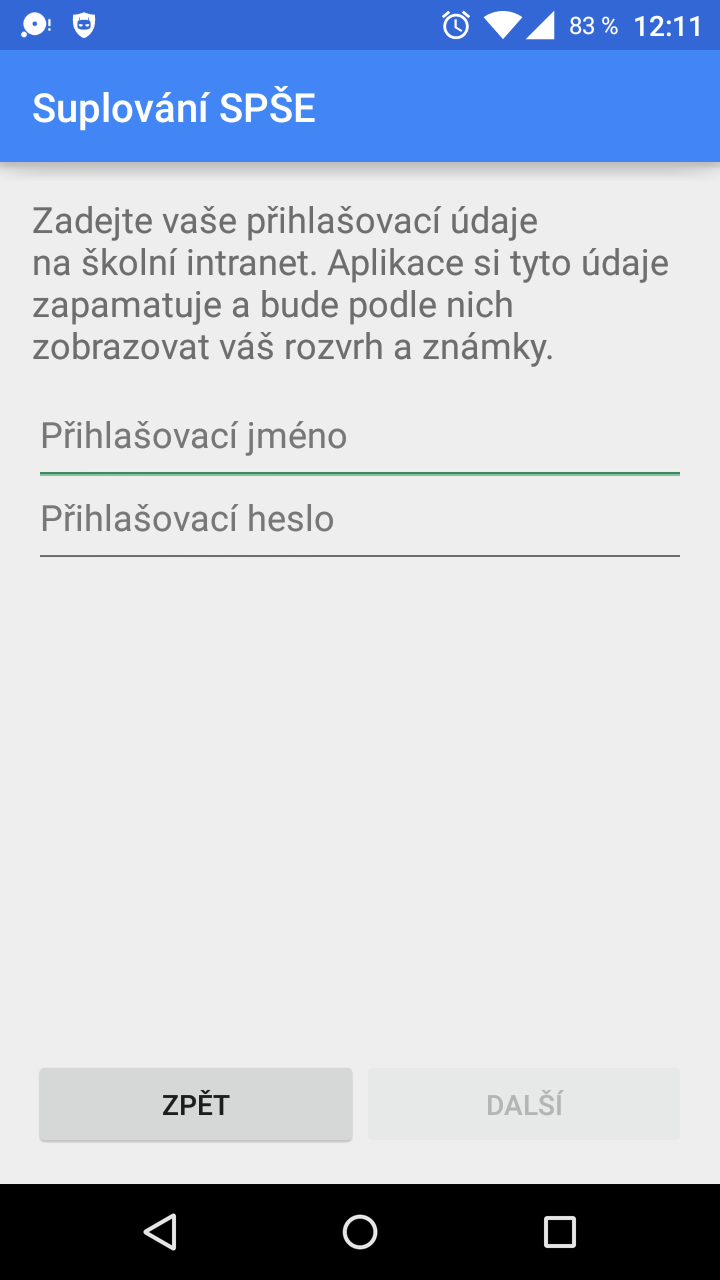 83 % 12:11
Suplování SPŠE
Zadejte vaše přihlašovací údaje
na školní intranet. Aplikace si tyto údaje
zapamatuje a bude podle nich
zobrazovat váš rozvrh a známky.
Přihlašovací jméno
Přihlašovací heslo
ZPĚT DALŠÍ